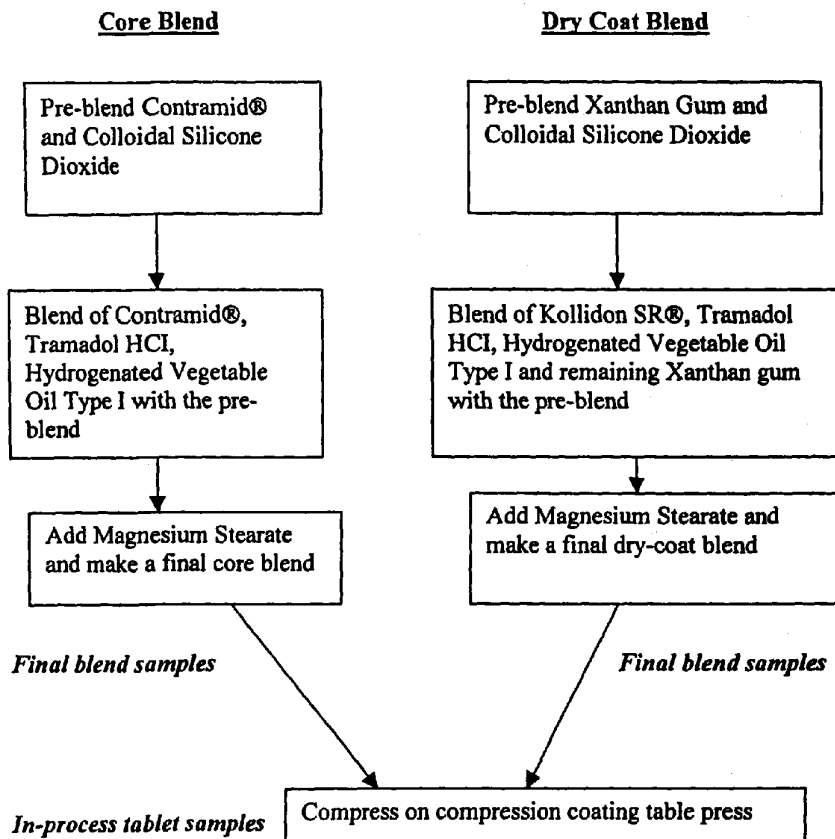 Core Blend
Dry Coat Blend
Pre-blend Contramid®
and Colloidal Silicone
Dioxide
Pre-blend Xanthan Gum and
Colloidal Silicone Dioxide
Blend of Contramid®,
Tramadol HCI,
Hydrogenated Vegetable
Oil Type I with the pre-
blend
Blend of Kollidon SR®, Tramadol
HCI, Hydrogenated Vegetable Oil
Type I and remaining Xanthan gum
with the pre-blend
Add Magnesium Stearate
and make a final core blend
Add Magnesium Stearate and
make a final dry-coat blend
Final blend samples
Final blend samples
In-process tablet samples
Compress on compression coating table press